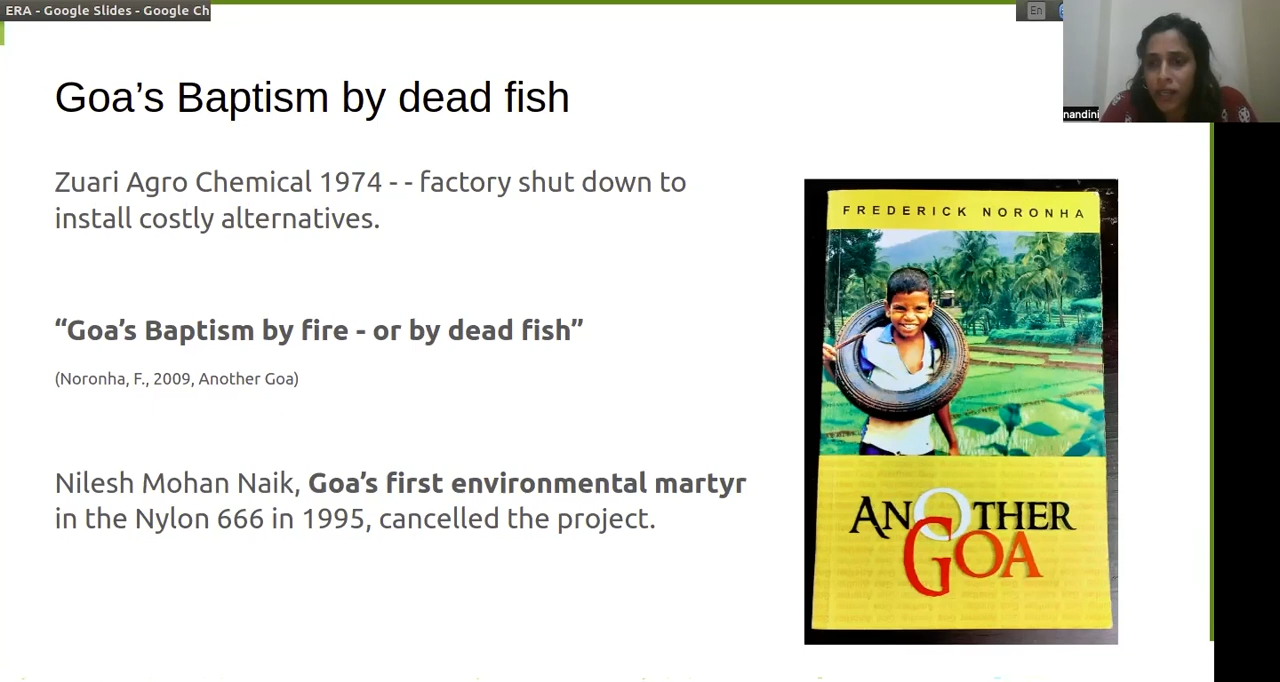 ERA - Google Slides - Google Ch
En
nandini
Goa’s Baptism by dead fish
Zuari Agro Chemical 1974 - - factory shut down to
install costly alternatives.
“Goa’s Baptism by fire - or by dead fish”
(Noronha, F., 2009, Another Goa)
Nilesh Mohan Naik, Goa’s first environmental martyr
in the Nylon 666 in 1995, cancelled the project.
FREDERICK NORONHA
ANOTHER
GOA